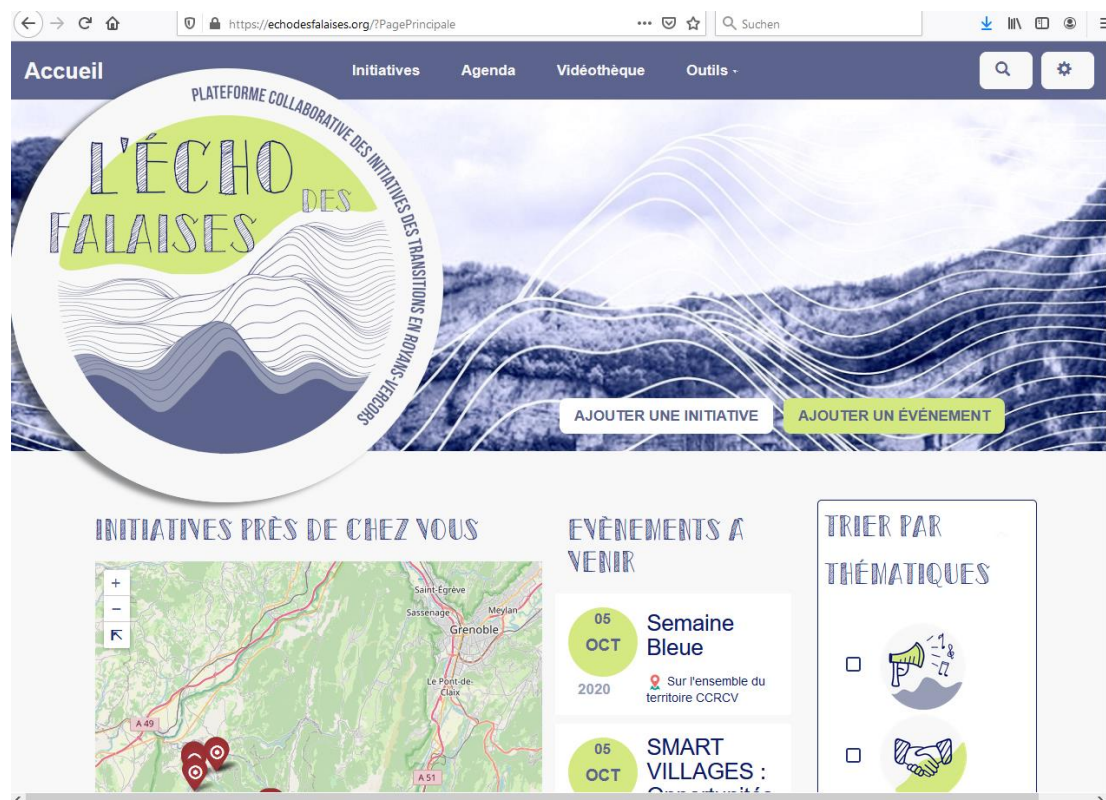 https://echodesfalaises.org/?PagePrincipale
Suchen
Accueil
Initiatives
Agenda
Vidéothèque
Outils
PLATEFORME COLLABORATIVE DES INITIATIVES DES TRANSITIONS EN ROYANS-VERCORS
L'ÉCHO
DES
FALAISES
AJOUTER UNE INITIATIVE
AJOUTER UN ÉVÉNEMENT
INITIATIVES PRÈS DE CHEZ VOUS
+
−
Saint-Égrève
Sassenage
Meylan
Grenoble
Le Pont-de-
Claix
A 49
A 51
EVÈNEMENTS A
VENIR
05
OCT
2020
Semaine
Bleue
Sur l'ensemble du
territoire CCRCV
05
OCT
SMART
VILLAGES :
Opportunités
TRIER PAR
THÉMATIQUES